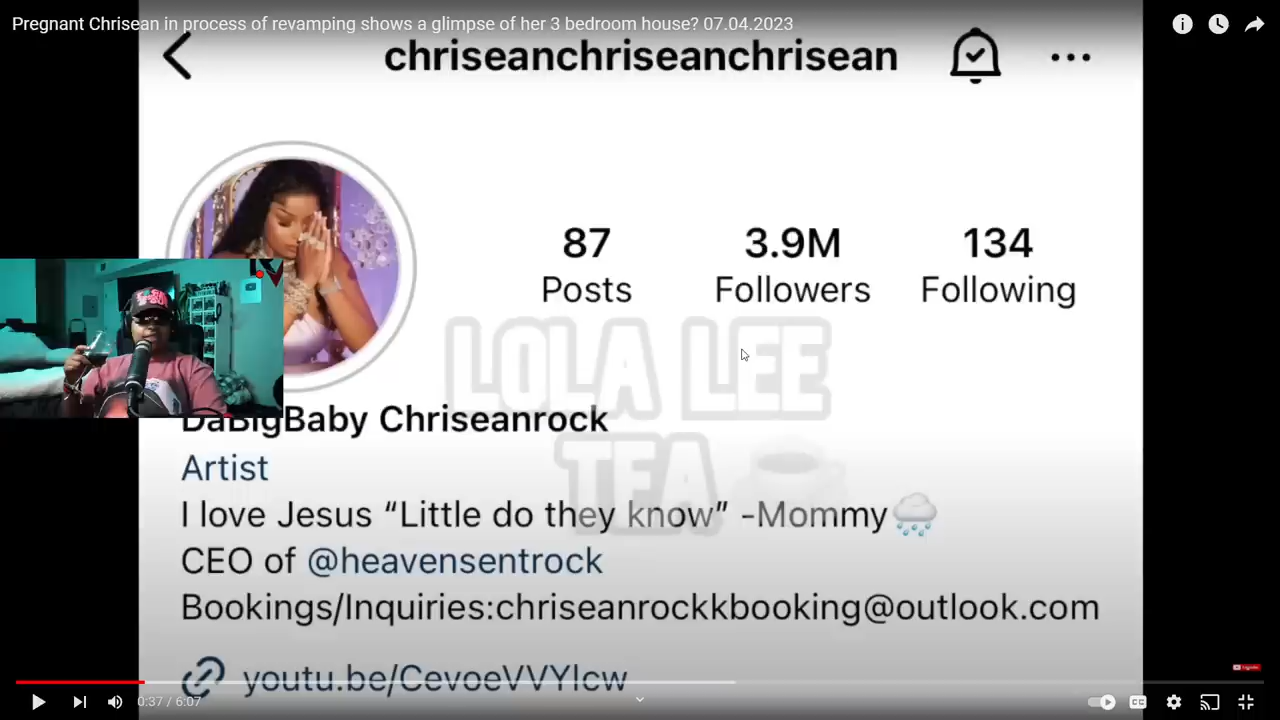 Pregnant Chrisean in process of revamping shows a glimpse of her 3 bedroom house? 07.04.2023
chriseanchriseanchrisean
87
3.9M
134
Posts
Followers
Following
LOLA LEE
TEA
DaBigBaby Chriseanrock
Artist
I love Jesus “Little do they know” -Mommy🌧️
CEO of @heavensentrock
Bookings/Inquiries:chriseanrockkbooking@outlook.com
youtu.be/CevoeVVYIcw
0:37 / 6:07
CC